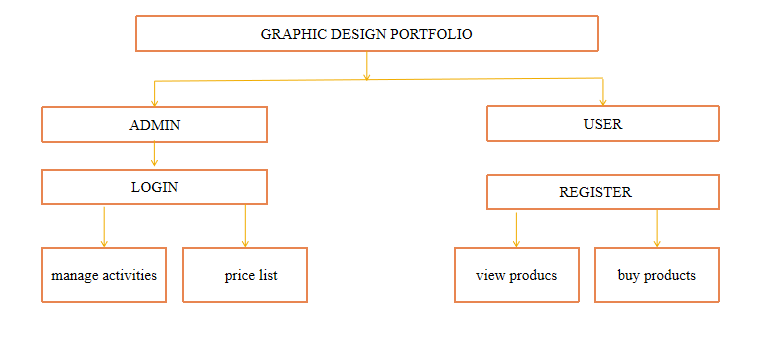 GRAPHIC DESIGN PORTFOLIO
ADMIN
USER
LOGIN
REGISTER
manage activities
price list
view producs
buy products